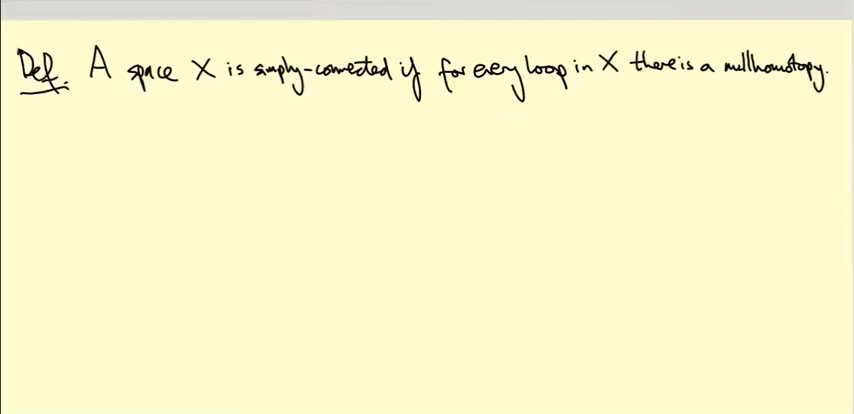 Def. A space X is simply-connected if for every loop in X there is a nullhomotopy.